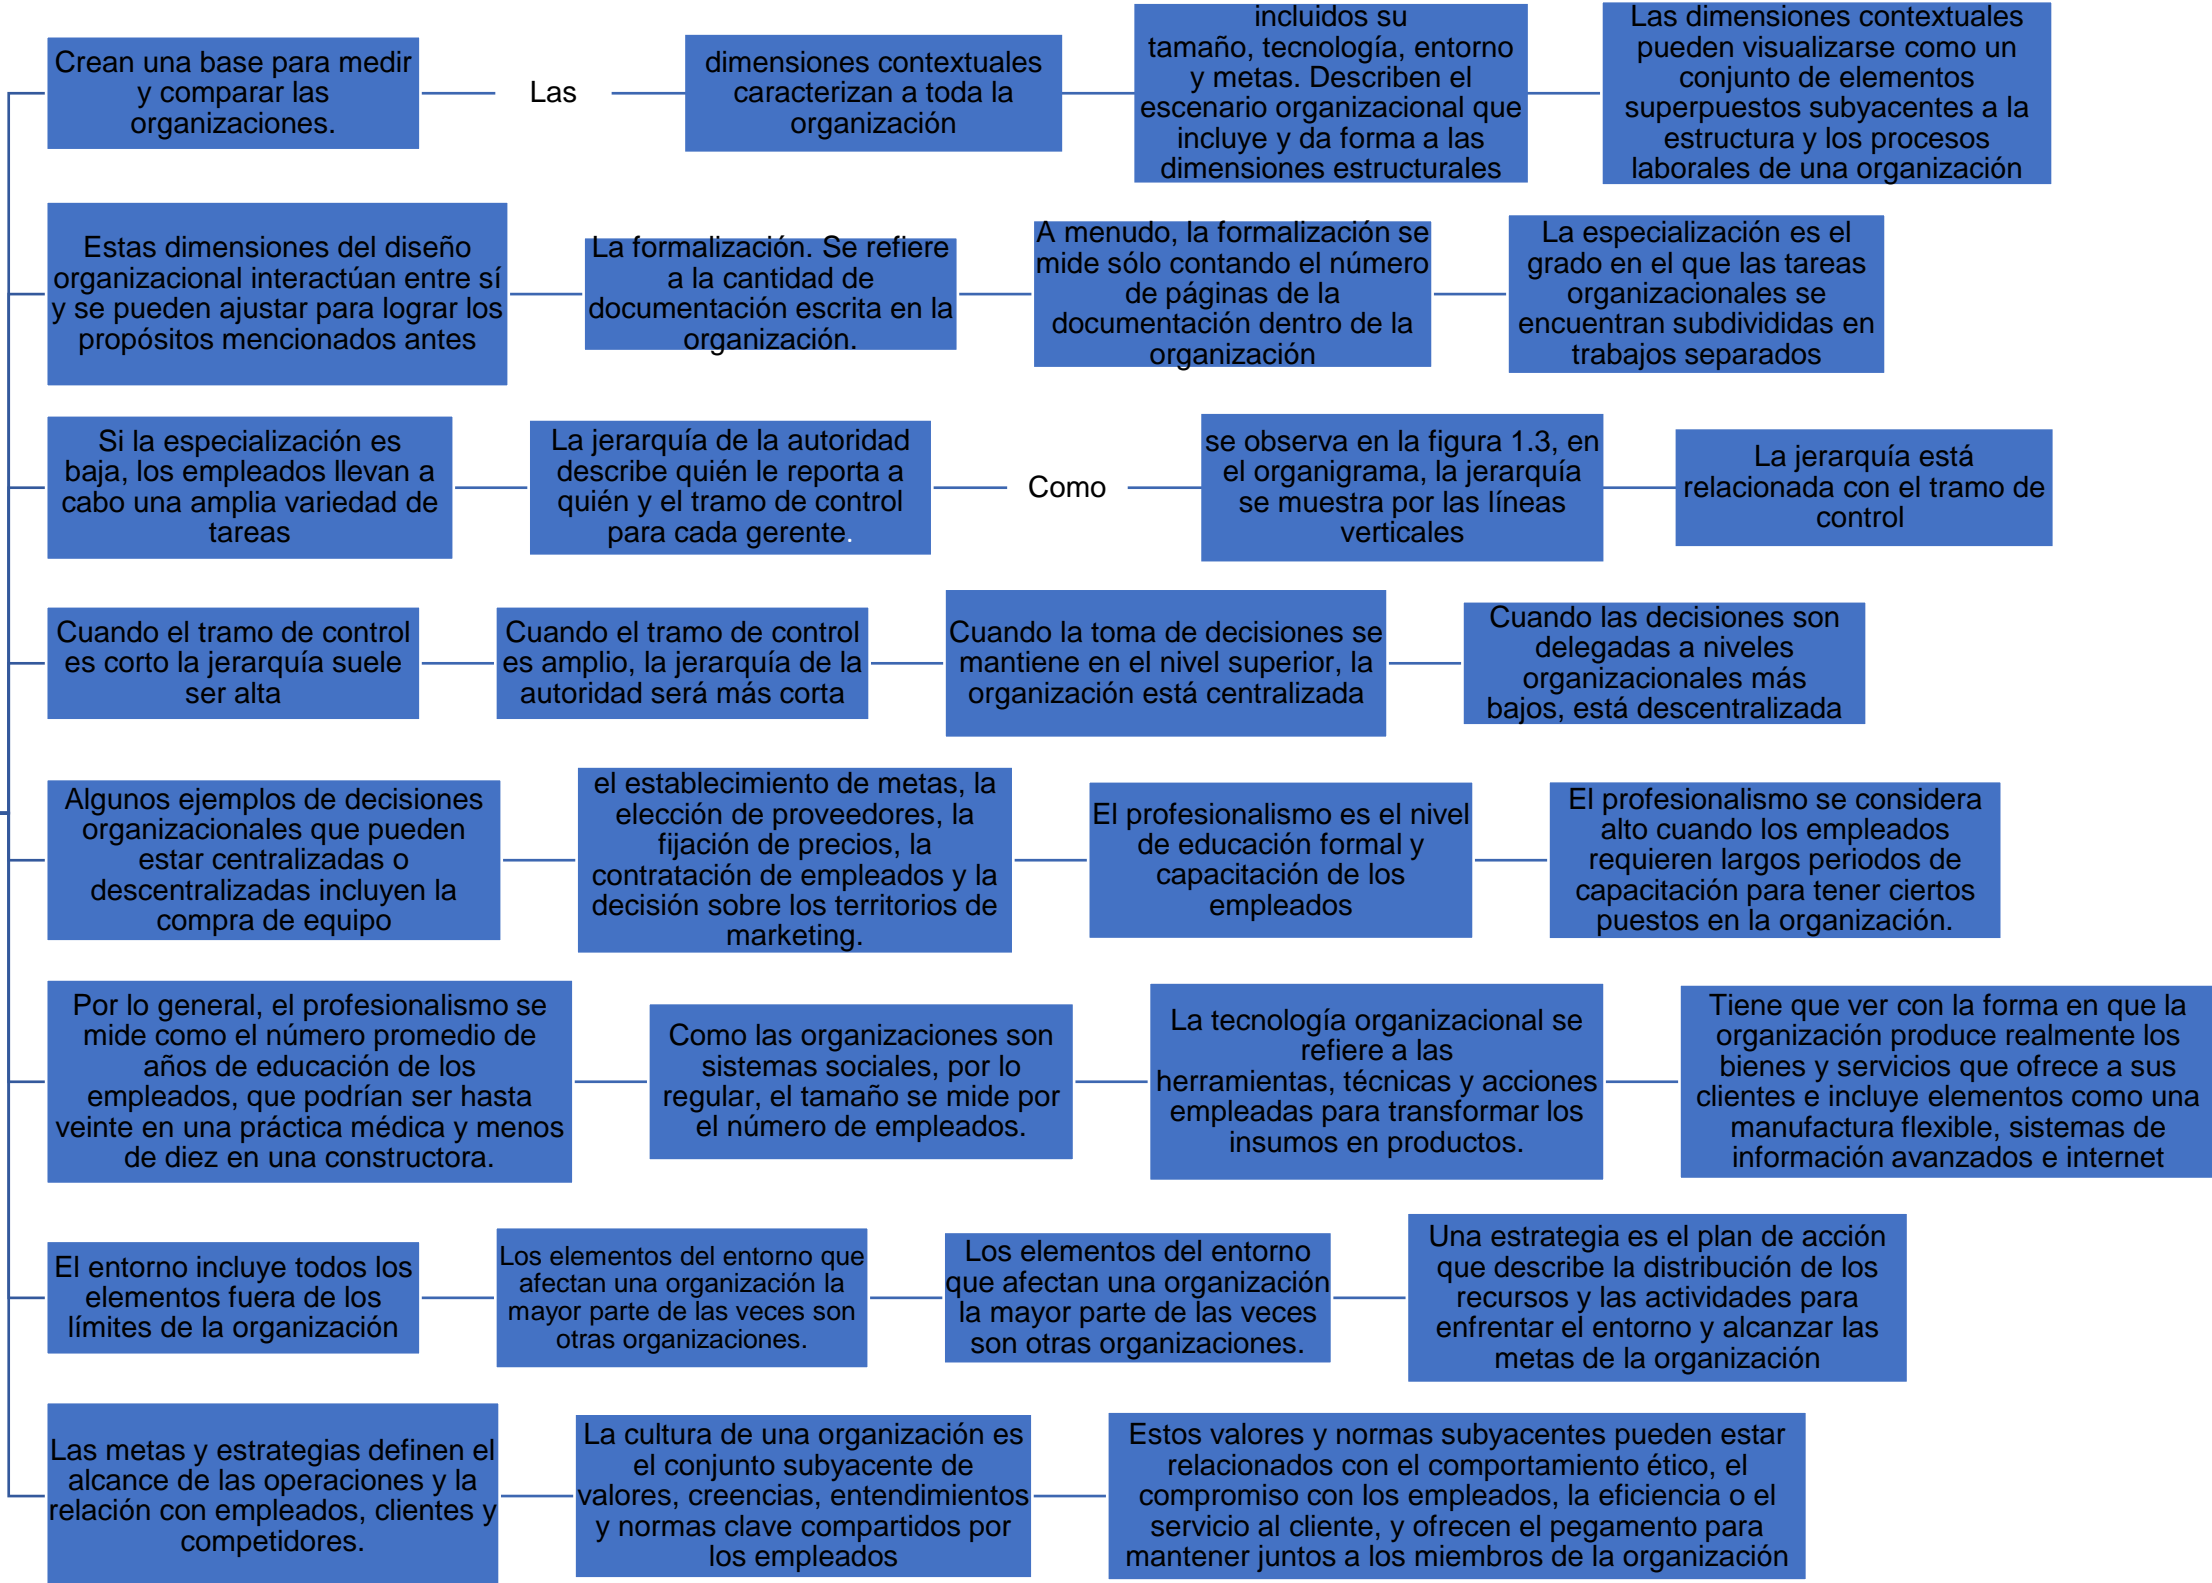 Crean una base para medir
y comparar las
organizaciones.
Las
dimensiones contextuales
caracterizan a toda la
organización
incluidos su
tamaño, tecnología, entorno
y metas. Describen el
escenario organizacional que
incluye y da forma a las
dimensiones estructurales
Las dimensiones contextuales
pueden visualizarse como un
conjunto de elementos
superpuestos subyacentes a la
estructura y los procesos
laborales de una organización
Estas dimensiones del diseño
organizacional interactúan entre sí
y se pueden ajustar para lograr los
propósitos mencionados antes
La formalización. Se refiere
a la cantidad de
documentación escrita en la
organización.
A menudo, la formalización se
mide sólo contando el número
de páginas de la
documentación dentro de la
organización
La especialización es el
grado en el que las tareas
organizacionales se
encuentran subdivididas en
trabajos separados
Si la especialización es
baja, los empleados llevan a
cabo una amplia variedad de
tareas
La jerarquía de la autoridad
describe quién le reporta a
quién y el tramo de control
para cada gerente.
Como
se observa en la figura 1.3, en
el organigrama, la jerarquía
se muestra por las líneas
verticales
La jerarquía está
relacionada con el tramo de
control
Cuando el tramo de control
es corto la jerarquía suele
ser alta
Cuando el tramo de control
es amplio, la jerarquía de la
autoridad será más corta
Cuando la toma de decisiones se
mantiene en el nivel superior, la
organización está centralizada
Cuando las decisiones son
delegadas a niveles
organizacionales más
bajos, está descentralizada
Algunos ejemplos de decisiones
organizacionales que pueden
estar centralizadas o
descentralizadas incluyen la
compra de equipo
el establecimiento de metas, la
elección de proveedores, la
fijación de precios, la
contratación de empleados y la
decisión sobre los territorios de
marketing.
El profesionalismo es el nivel
de educación formal y
capacitación de los
empleados
El profesionalismo se considera
alto cuando los empleados
requieren largos periodos de
capacitación para tener ciertos
puestos en la organización.
Por lo general, el profesionalismo se
mide como el número promedio de
años de educación de los
empleados, que podrían ser hasta
veinte en una práctica médica y menos
de diez en una constructora.
Como las organizaciones son
sistemas sociales, por lo
regular, el tamaño se mide por
el número de empleados.
La tecnología organizacional se
refiere a las
herramientas, técnicas y acciones
empleadas para transformar los
insumos en productos.
Tiene que ver con la forma en que la
organización produce realmente los
bienes y servicios que ofrece a sus
clientes e incluye elementos como una
manufactura flexible, sistemas de
información avanzados e internet
El entorno incluye todos los
elementos fuera de los
límites de la organización
Los elementos del entorno que
afectan una organización la
mayor parte de las veces son
otras organizaciones.
Los elementos del entorno
que afectan una organización
la mayor parte de las veces
son otras organizaciones.
Una estrategia es el plan de acción
que describe la distribución de los
recursos y las actividades para
enfrentar el entorno y alcanzar las
metas de la organización
Las metas y estrategias definen el
alcance de las operaciones y la
relación con empleados, clientes y
competidores.
La cultura de una organización es
el conjunto subyacente de
valores, creencias, entendimientos
y normas clave compartidos por
los empleados
Estos valores y normas subyacentes pueden estar
relacionados con el comportamiento ético, el
compromiso con los empleados, la eficiencia o el
servicio al cliente, y ofrecen el pegamento para
mantener juntos a los miembros de la organización